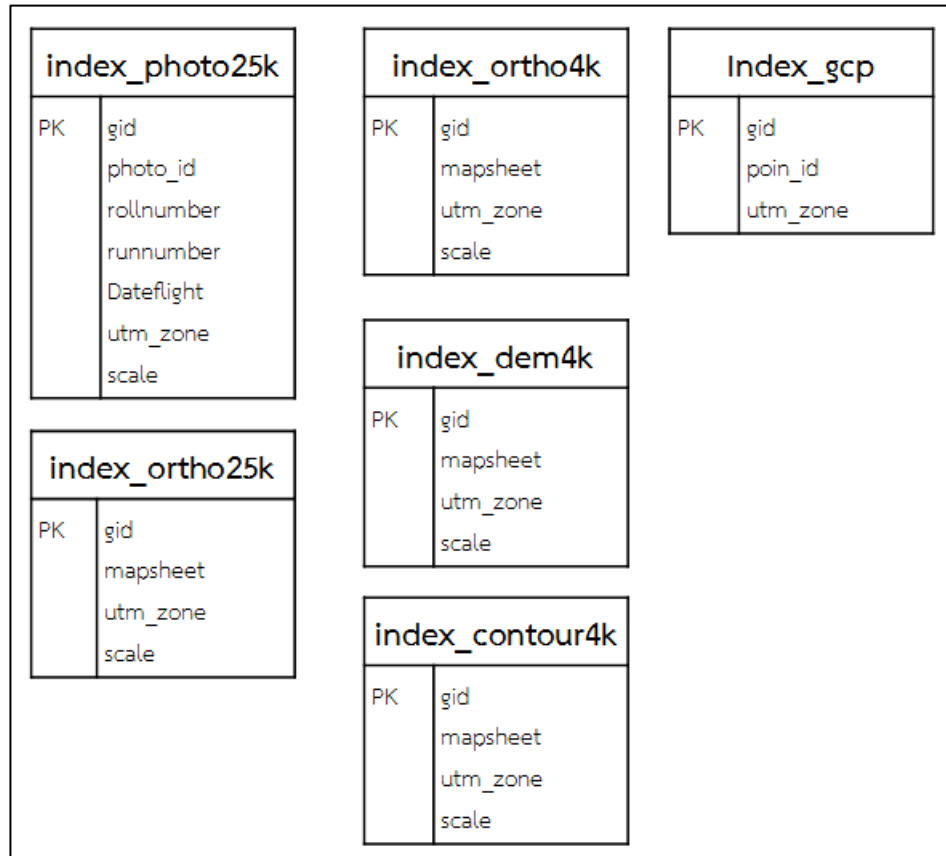 index_photo25k
PK gid
photo_id
rollnumber
runnumber
Dateflight
utm_zone
scale
index_ortho25k
PK gid
mapsheet
utm_zone
scale
index_ortho4k
PK gid
mapsheet
utm_zone
scale
index_dem4k
PK gid
mapsheet
utm_zone
scale
index_contour4k
PK gid
mapsheet
utm_zone
scale
Index_gcp
PK gid
poin_id
utm_zone